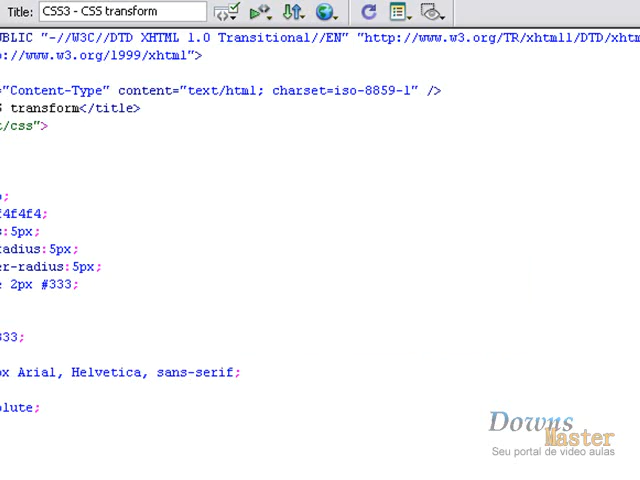 Title: CSS3 - CSS transform
PUBLIC "-//W3C//DTD XHTML 1.0 Transitional//EN" "http://www.w3.org/TR/xhtml1/DTD/xhtm
p://www.w3.org/1999/xhtml">
="Content-Type" content="text/html; charset=iso-8859-1" />
S transform</title>
t/css">
;
f4f4f4;
s:5px;
radius:5px;
er-radius:5px;
e 2px #333;
333;
px Arial, Helvetica, sans-serif;
olute;
Downs
Master
Seu portal de video aulas